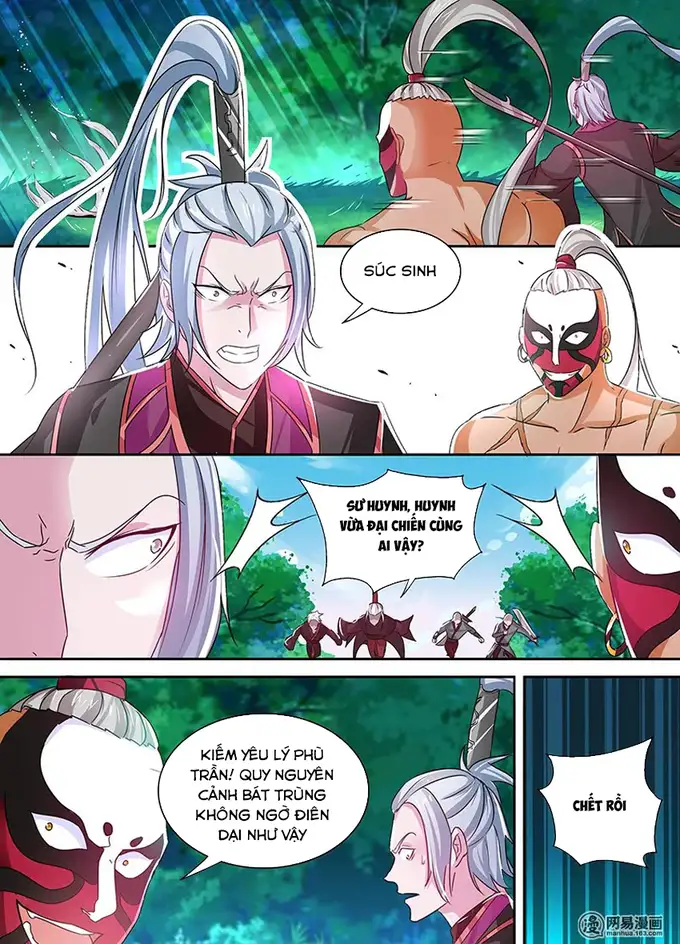 SÚC SINH
SƯ HUYNH, HUYNH
VỪA ĐẠI CHIẾN CÙNG
AI VẬY?
KIẾM YÊU LÝ PHÙ
TRẦN! QUY NGUYÊN
CẢNH BÁT TRÙNG
KHÔNG NGỜ ĐIÊN
DẠI NHƯ VẬY
CHẾT RỒI
网易漫画
manhua.163.com